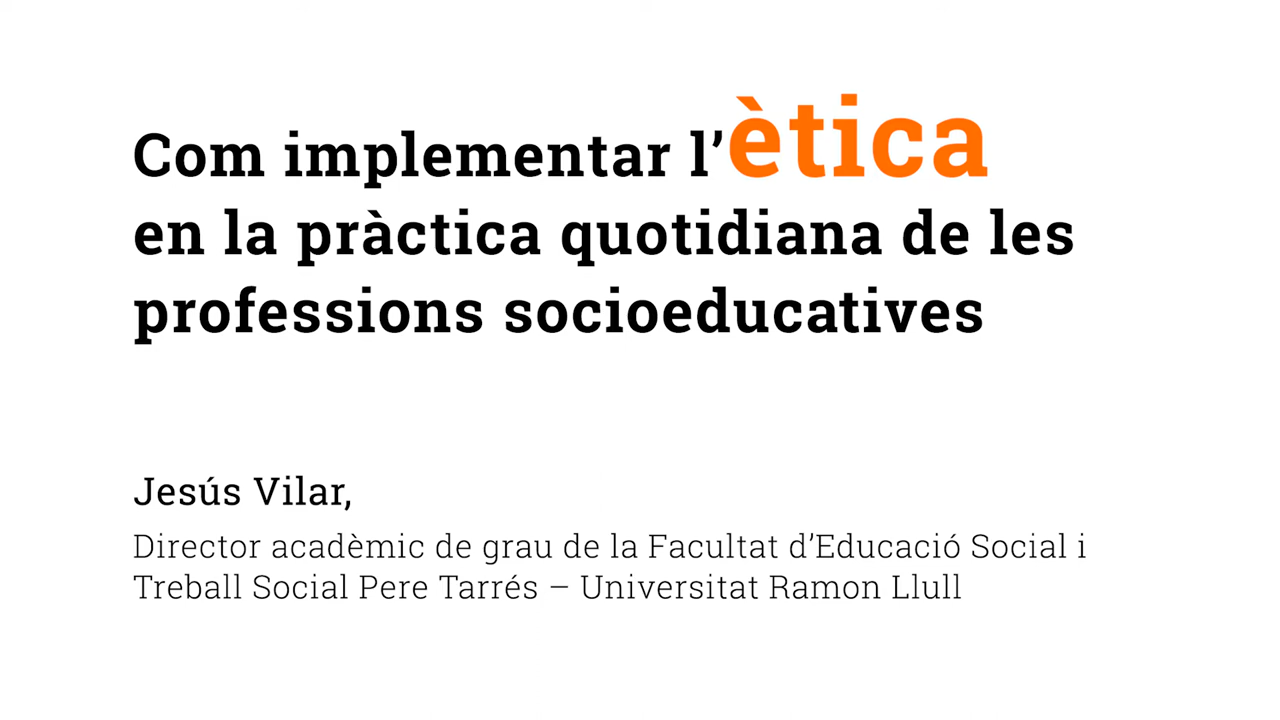 Com implementar l’ètica
en la pràctica quotidiana de les
professions socioeducatives
Jesús Vilar,
Director acadèmic de grau de la Facultat d’Educació Social i
Treball Social Pere Tarrés – Universitat Ramon Llull